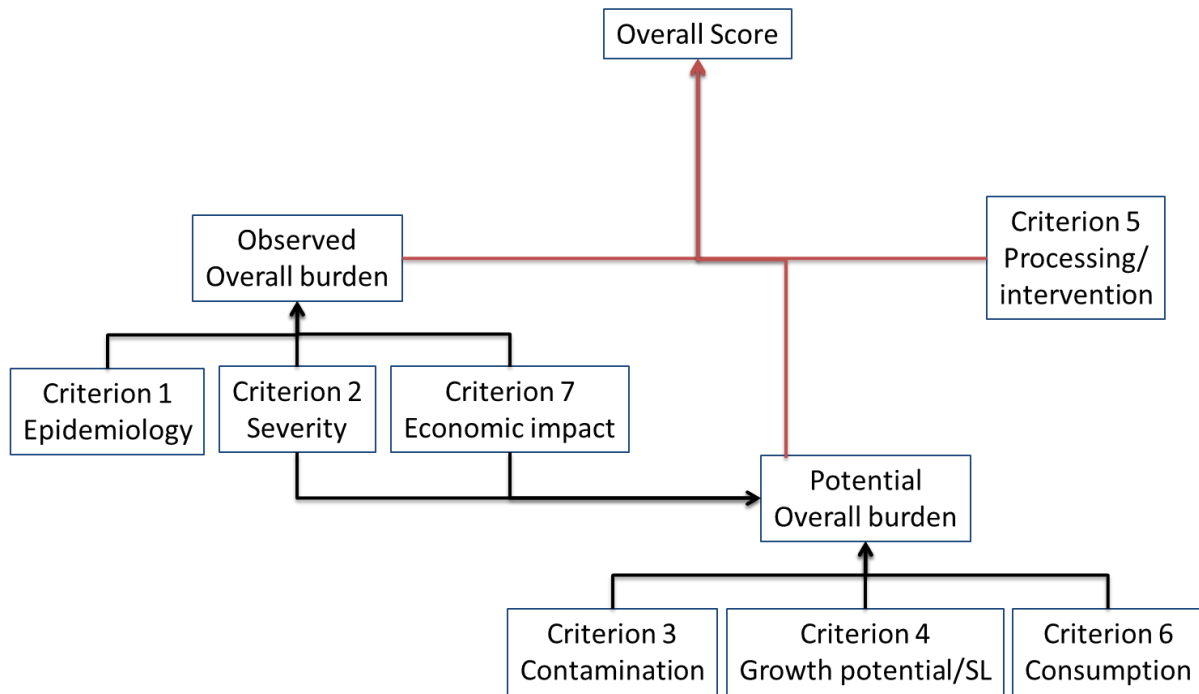 Overall Score
Observed
Overall burden
Criterion 5
Processing/
intervention
Criterion 1
Epidemiology
Criterion 2
Severity
Criterion 7
Economic impact
Potential
Overall burden
Criterion 3
Contamination
Criterion 4
Growth potential/SL
Criterion 6
Consumption